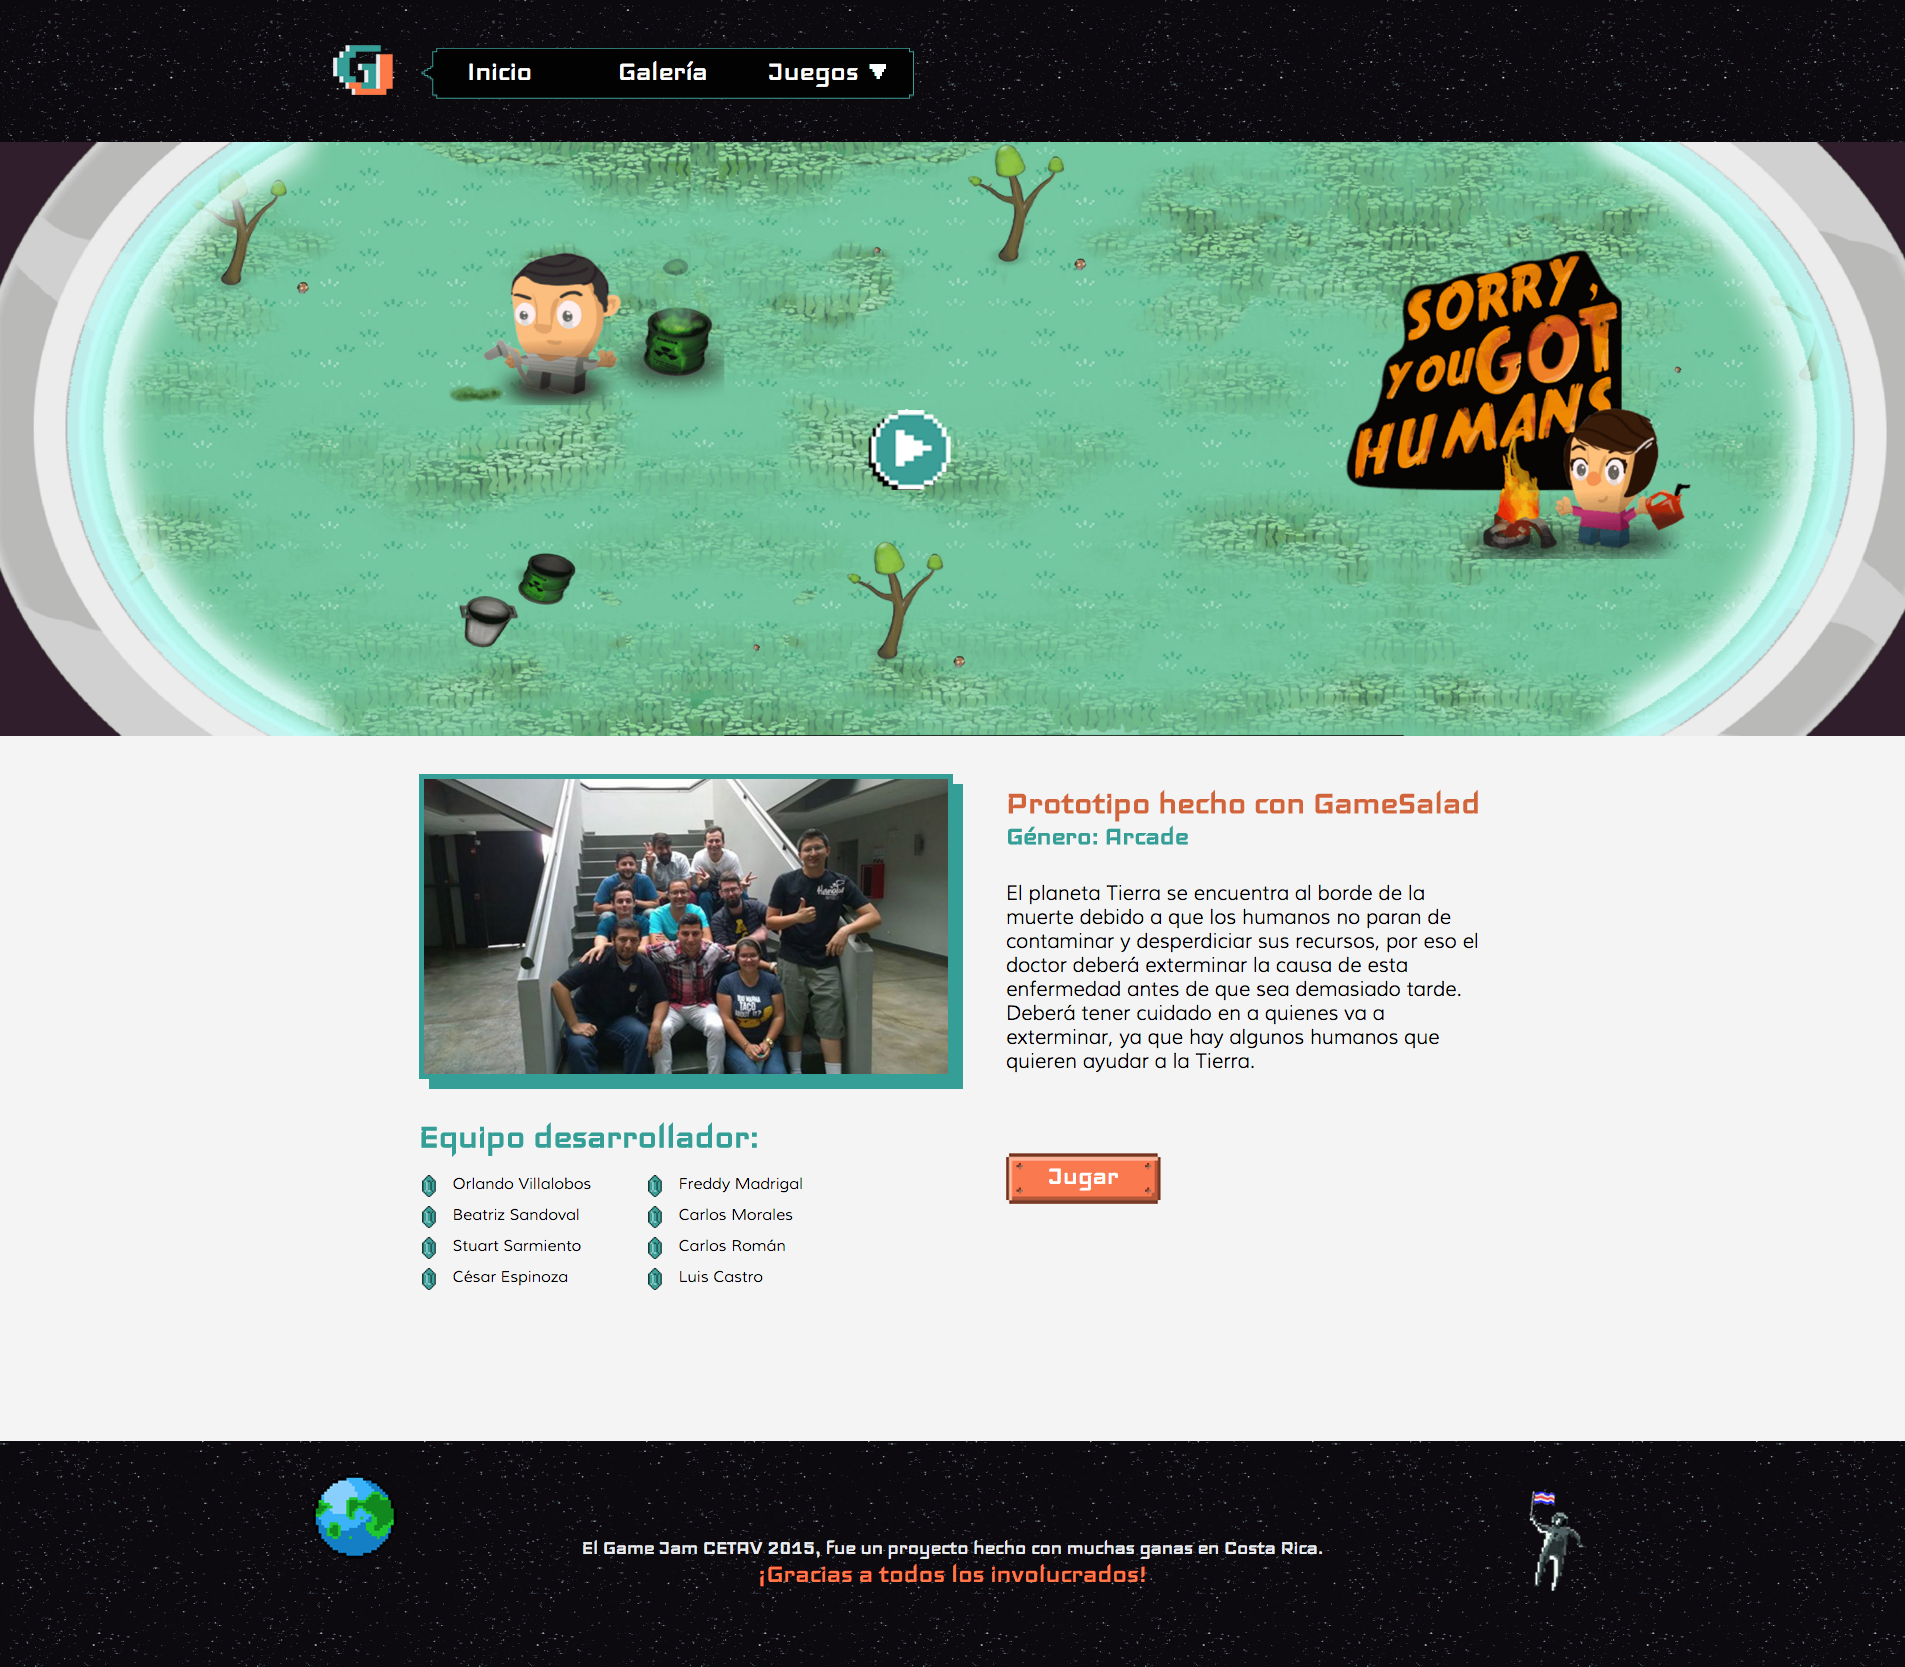 Inicio
Galería
Juegos ▼
SORRY,
YOU GOT
HUMANS
Prototipo hecho con GameSalad
Género: Arcade
El planeta Tierra se encuentra al borde de la
muerte debido a que los humanos no paran de
contaminar y desperdiciar sus recursos, por eso el
doctor deberá exterminar la causa de esta
enfermedad antes de que sea demasiado tarde.
Deberá tener cuidado en a quienes va a
exterminar, ya que hay algunos humanos que
quieren ayudar a la Tierra.
Equipo desarrollador:
Orlando Villalobos
Beatriz Sandoval
Stuart Sarmiento
César Espinoza
Freddy Madrigal
Carlos Morales
Carlos Román
Luis Castro
Jugar
El Game Jam CETAV 2015, Fue un proyecto hecho con muchas ganas en Costa Rica.
¡Gracias a todos los involucrados!